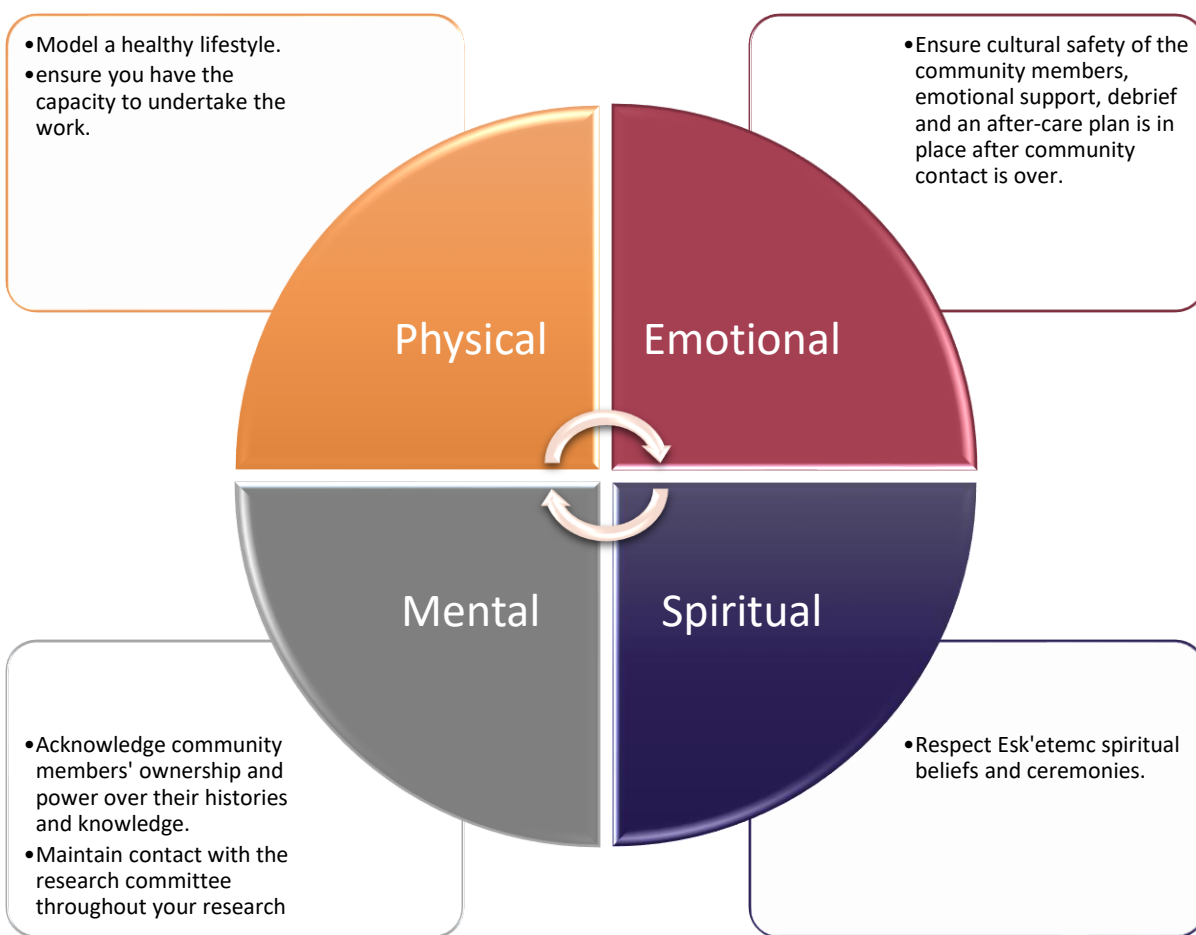 •Model a healthy lifestyle.
•ensure you have the
capacity to undertake the
work.
•Ensure cultural safety of the
community members,
emotional support, debrief
and an after-care plan is in
place after community
contact is over.
Physical
Emotional
Mental
Spiritual
•Acknowledge community
members' ownership and
power over their histories
and knowledge.
•Maintain contact with the
research committee
throughout your research
•Respect Esk'etemc spiritual
beliefs and ceremonies.